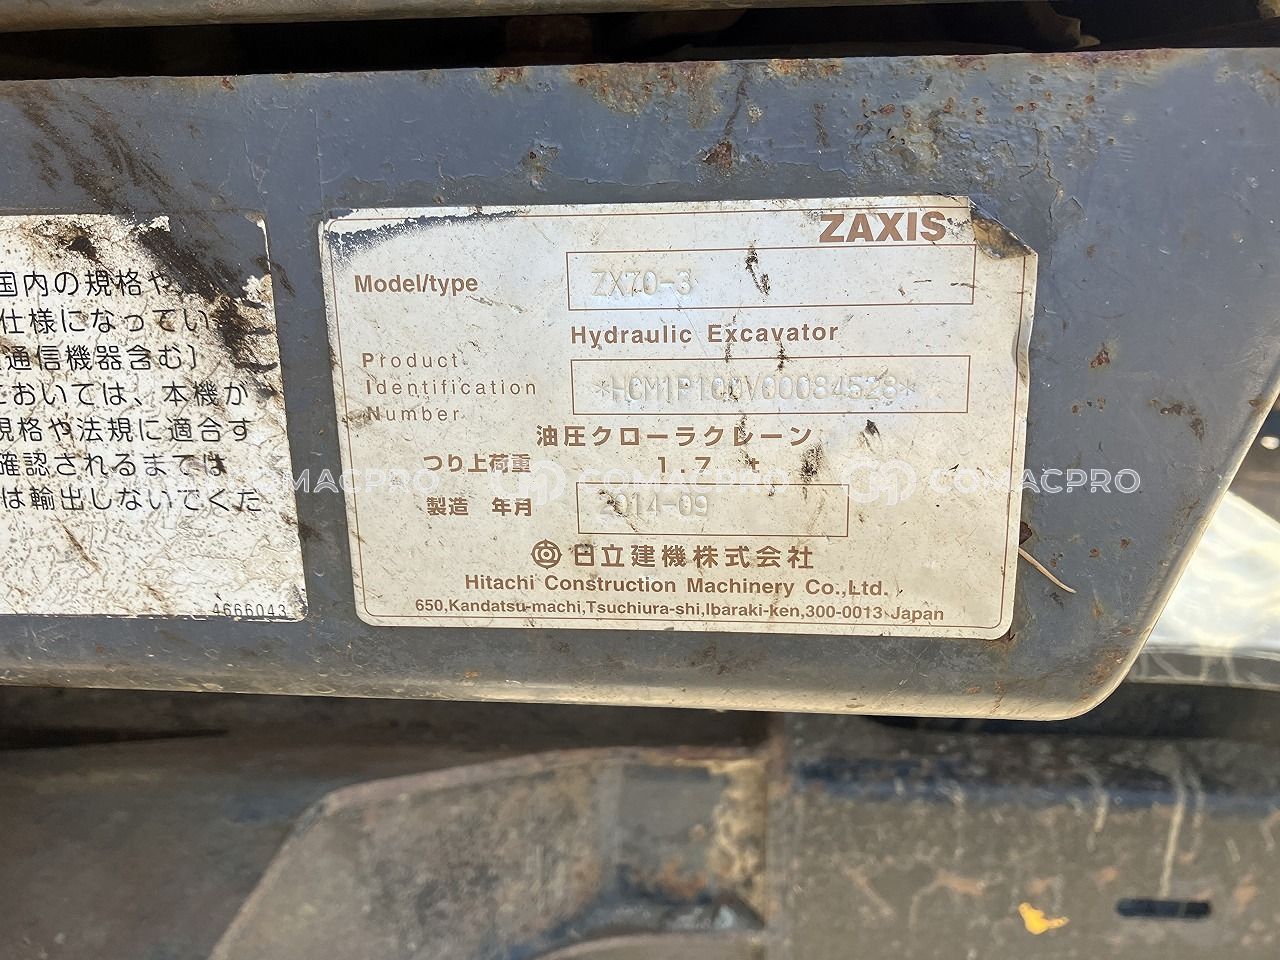 国内の規格や
仕様になってい
通信機器含む〕
においては、本機が
規格や法規に適合す
確認されるまでは
は輸出しないでくた
4666043
ZAXIS
Model/type ZX70-3
Hydraulic Excavator
Product
Identification
Number
*HCM1P100V00084528*
油圧クローラクレーン
つり上荷重 1.7 t
製造 年月 2014-09
日立建機株式会社
Hitachi Construction Machinery Co.,Ltd.
650,Kandatsu-machi,Tsuchiura-shi,Ibaraki-ken,300-0013 Japan
COMACPRO COMACPRO COMACPRO